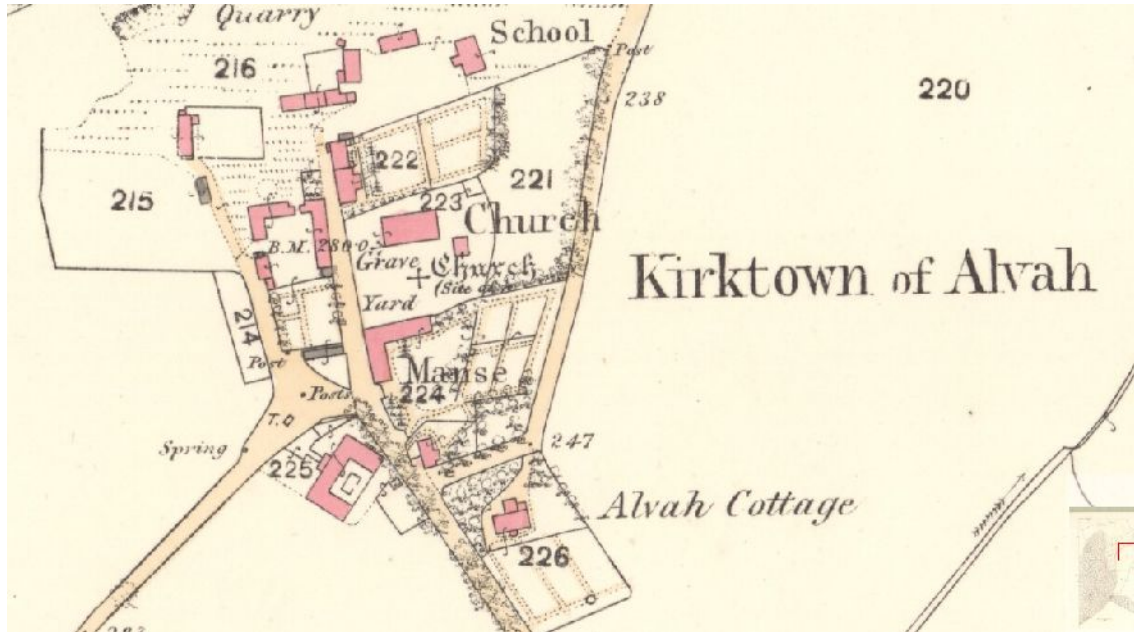 Quarry
School
216
Post
220
238
222
221
215
223
Church
B.M. 280.0
Grave
Church
(Site of)
Kirktown of Alvah
Yard
214
Post
Manse
224
Posts
T.
247
Spring
225
Alvah Cottage
226